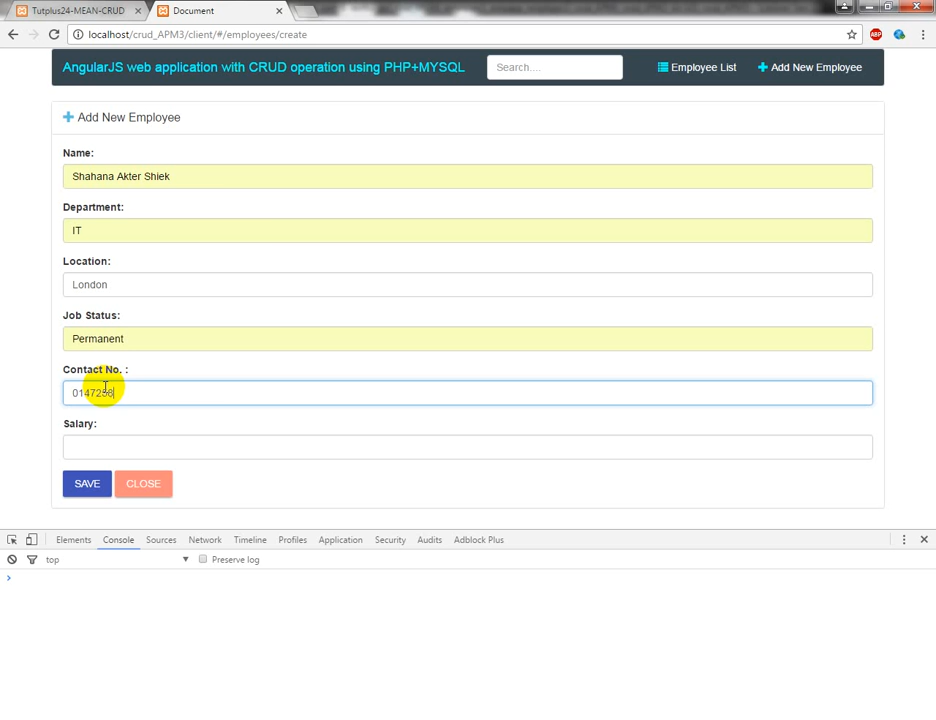 Tutplus24-MEAN-CRUD
Document
localhost/crud_APM3/client/#/employees/create
AngularJS web application with CRUD operation using PHP+MYSQL
Search....
Employee List
Add New Employee
Add New Employee
Name:
Shahana Akter Shiek
Department:
IT
Location:
London
Job Status:
Permanent
Contact No. :
0147258
Salary:
SAVE CLOSE
Elements Console Sources Network Timeline Profiles Application Security Audits Adblock Plus
top Preserve log